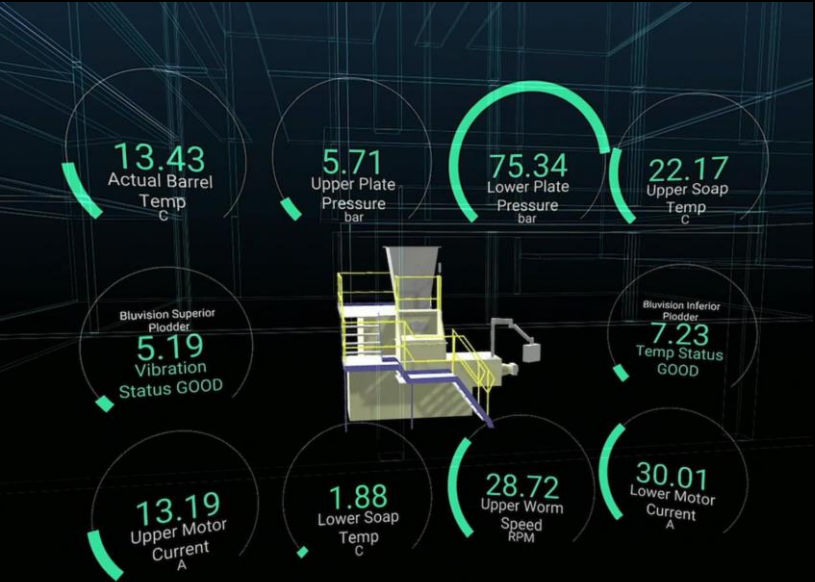 13.43
Actual Barrel
Temp
C
5.71
Upper Plate
Pressure
bar
75.34
Lower Plate
Pressure
bar
22.17
Upper Soap
Temp
C
Bluvision Superior
Plodder
5.19
Vibration
Status GOOD
Bluvision Inferior
Plodder
7.23
Temp Status
GOOD
13.19
Upper Motor
Current
A
1.88
Lower Soap
Temp
C
28.72
Upper Worm
Speed
RPM
30.01
Lower Motor
Current
A